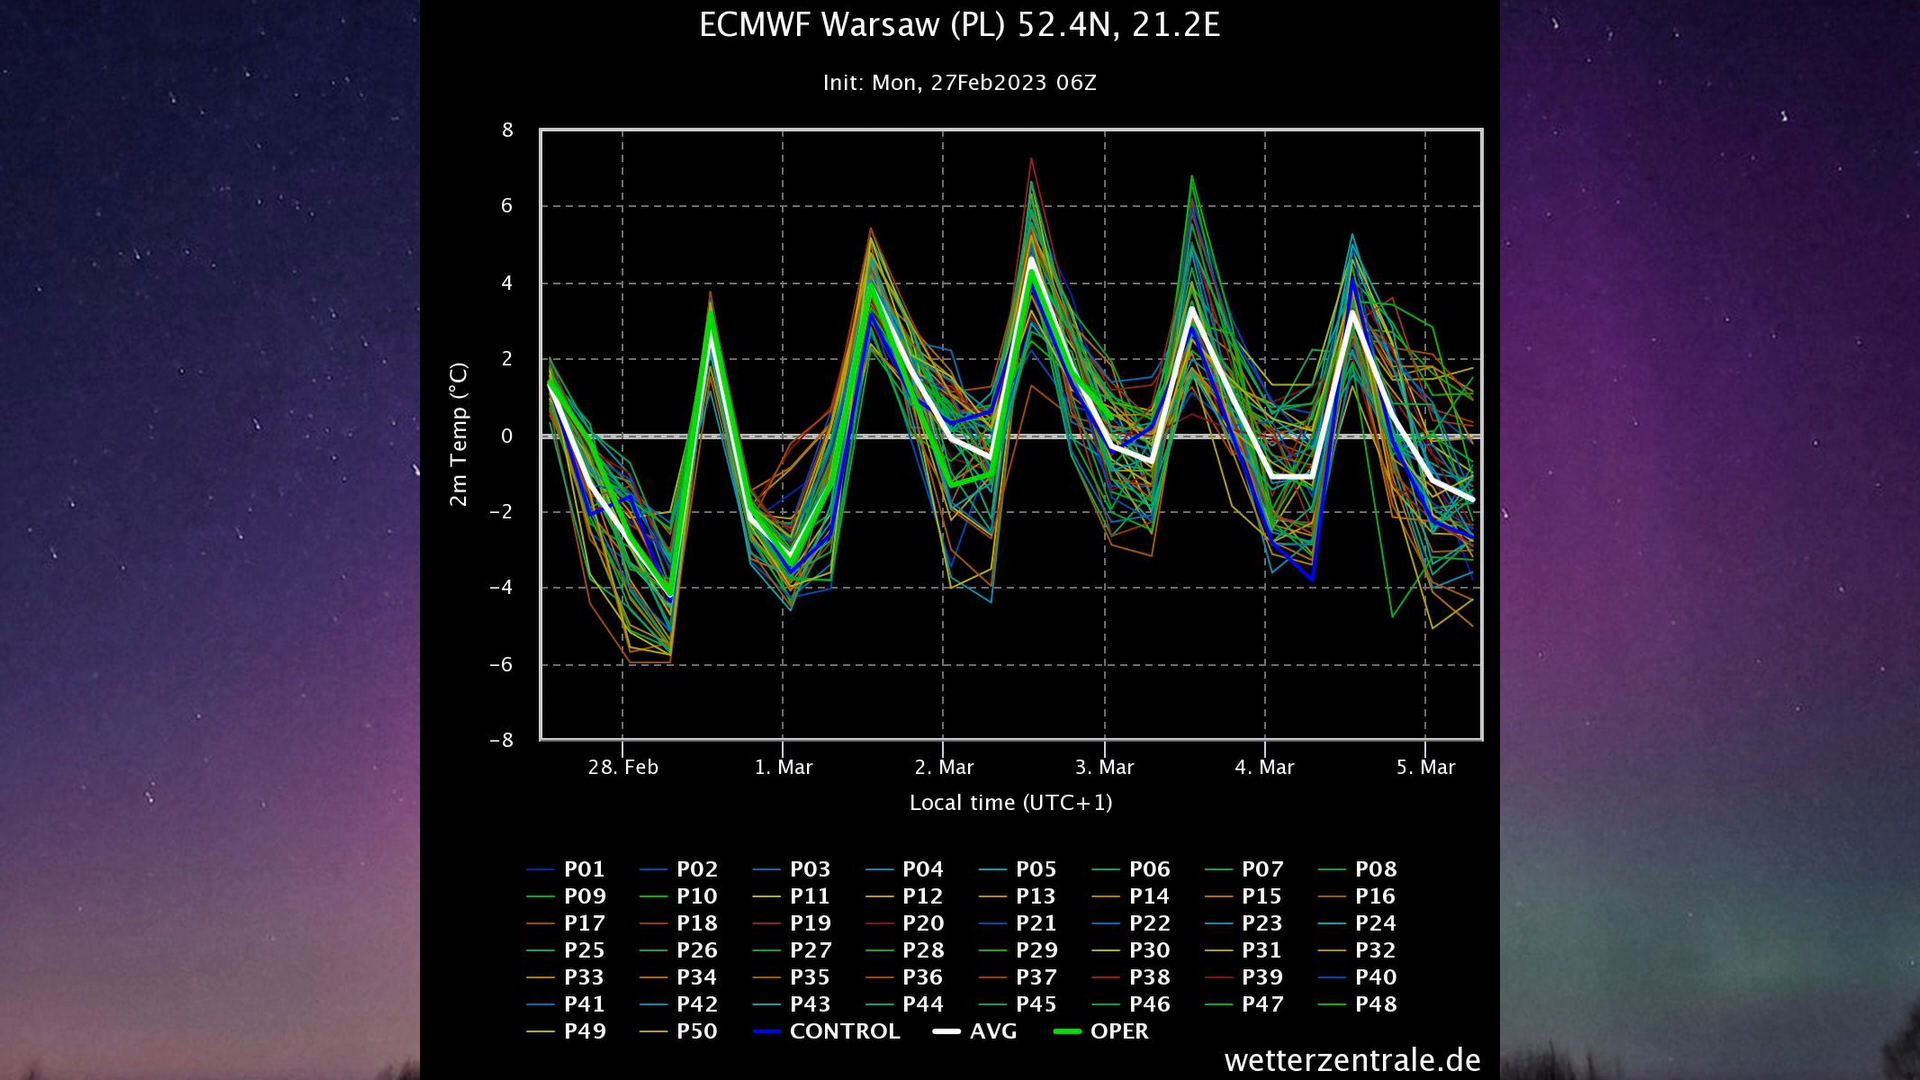 ECMWF Warsaw (PL) 52.4N, 21.2E
Init: Mon, 27Feb2023 06Z
8
6
4
2
0
−2
−4
−6
−8
2m Temp (°C)
28. Feb 1. Mar 2. Mar 3. Mar 4. Mar 5. Mar
Local time (UTC+1)
P01 P02 P03 P04 P05 P06 P07 P08
P09 P10 P11 P12 P13 P14 P15 P16
P17 P18 P19 P20 P21 P22 P23 P24
P25 P26 P27 P28 P29 P30 P31 P32
P33 P34 P35 P36 P37 P38 P39 P40
P41 P42 P43 P44 P45 P46 P47 P48
P49 P50 CONTROL AVG OPER
wetterzentrale.de